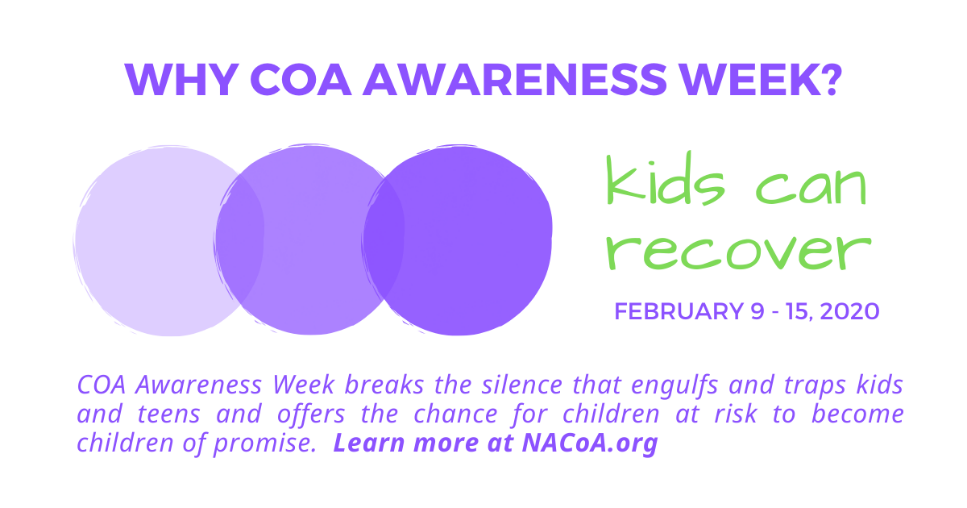 WHY COA AWARENESS WEEK?
kids can
recover
FEBRUARY 9 - 15, 2020
COA Awareness Week breaks the silence that engulfs and traps kids
and teens and offers the chance for children at risk to become
children of promise. Learn more at NACoA.org